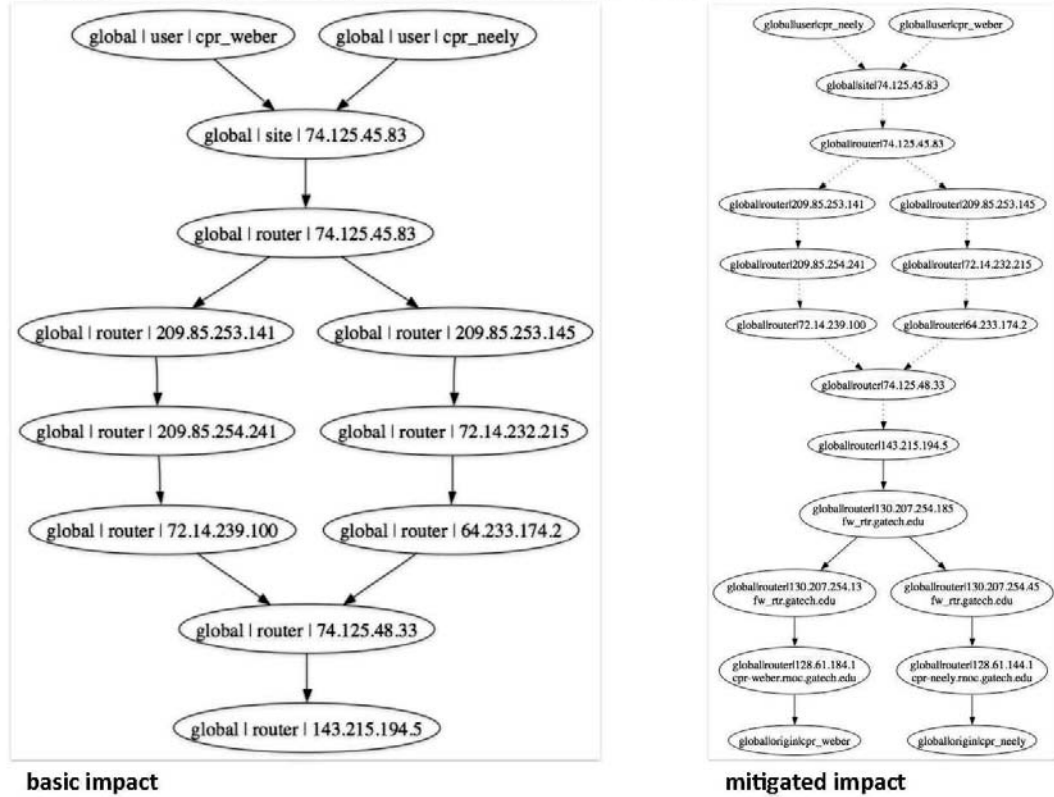 global | user | cpr_weber
global | user | cpr_neely
global | site | 74.125.45.83
global | router | 74.125.45.83
global | router | 209.85.253.141
global | router | 209.85.253.145
global | router | 209.85.254.241
global | router | 72.14.232.215
global | router | 72.14.239.100
global | router | 64.233.174.2
global | router | 74.125.48.33
global | router | 143.215.194.5
basic impact
global|user|cpr_neely
global|user|cpr_weber
global|site|74.125.45.83
global|router|74.125.45.83
global|router|209.85.253.141
global|router|209.85.253.145
global|router|209.85.254.241
global|router|72.14.232.215
global|router|72.14.239.100
global|router|64.233.174.2
global|router|74.125.48.33
global|router|143.215.194.5
global|router|130.207.254.185
fw_rtr.gatech.edu
global|router|130.207.254.13
fw_rtr.gatech.edu
global|router|130.207.254.45
fw_rtr.gatech.edu
global|router|128.61.184.1
cpr-weber.rnoc.gatech.edu
global|router|128.61.144.1
cpr-neely.rnoc.gatech.edu
global|origin|cpr_weber
global|origin|cpr_neely
mitigated impact